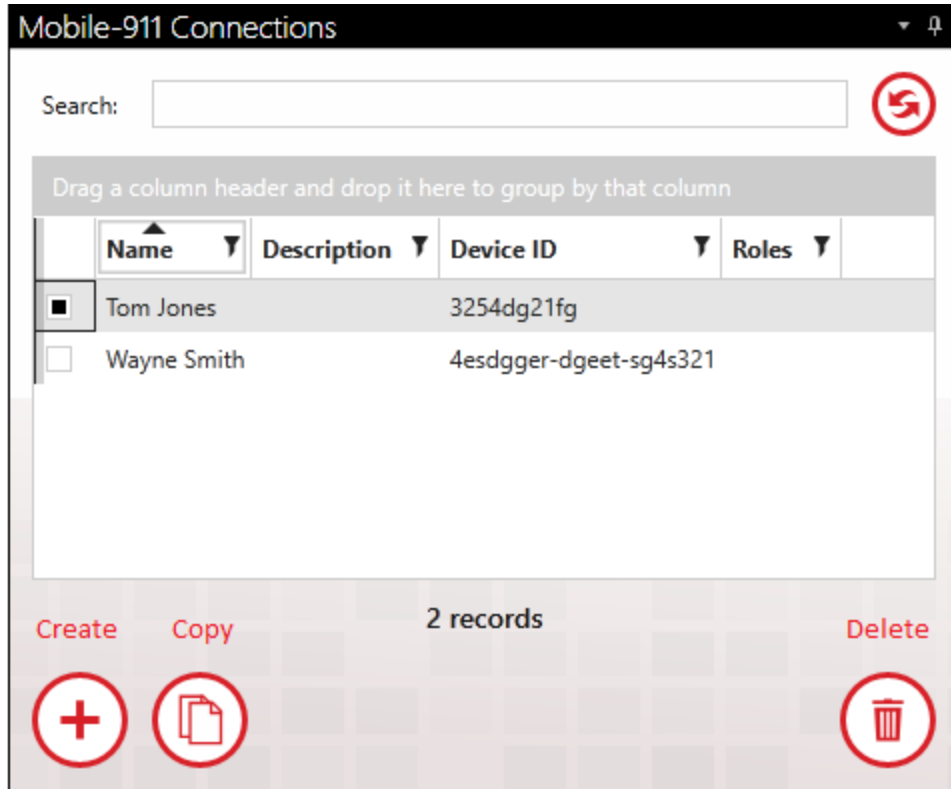 Mobile-911 Connections
Search:
Drag a column header and drop it here to group by that column
Name Description Device ID Roles
Tom Jones 3254dg21fg
Wayne Smith 4esdgger-dgeet-sg4s321
2 records
Create Copy Delete